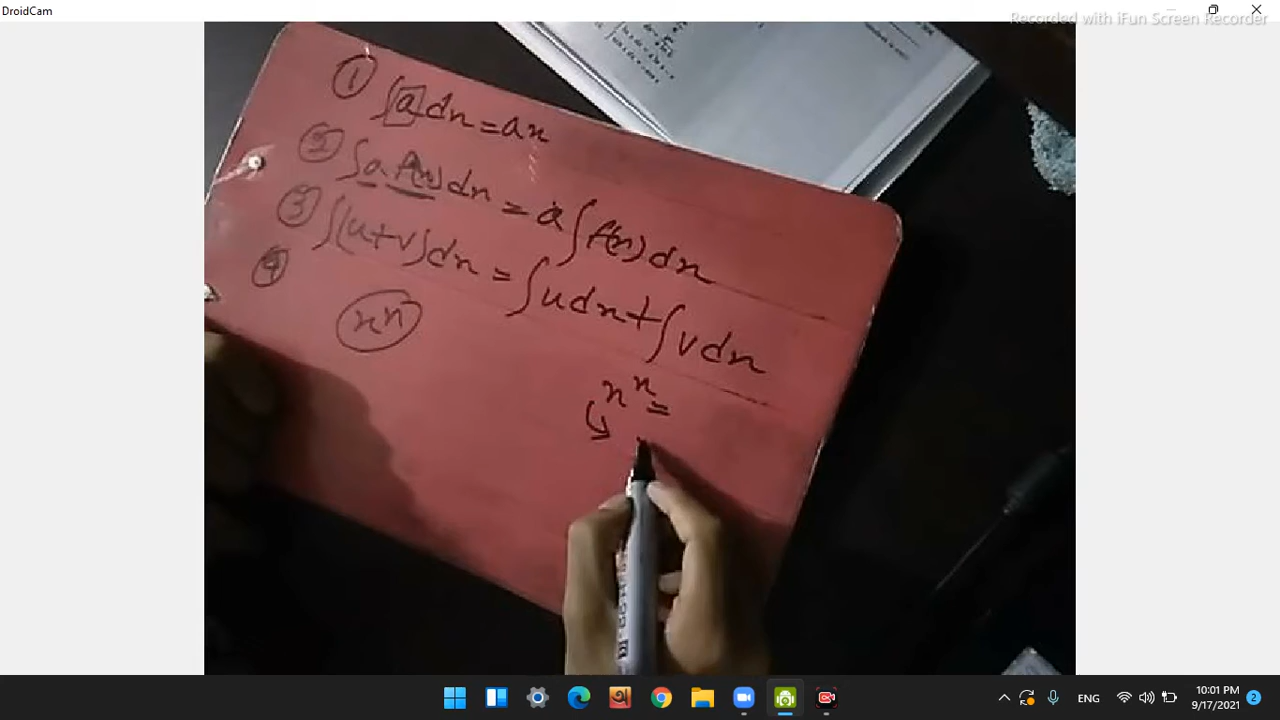 DroidCam
Recorded with iFun Screen Recorder
① ∫a dx = ax
② ∫a f(x) dx = a∫f(x) dx
③ ∫(u+v) dx = ∫u dx + ∫v dx
④
xⁿ
xⁿ =
ENG
10:01 PM
9/17/2021
2